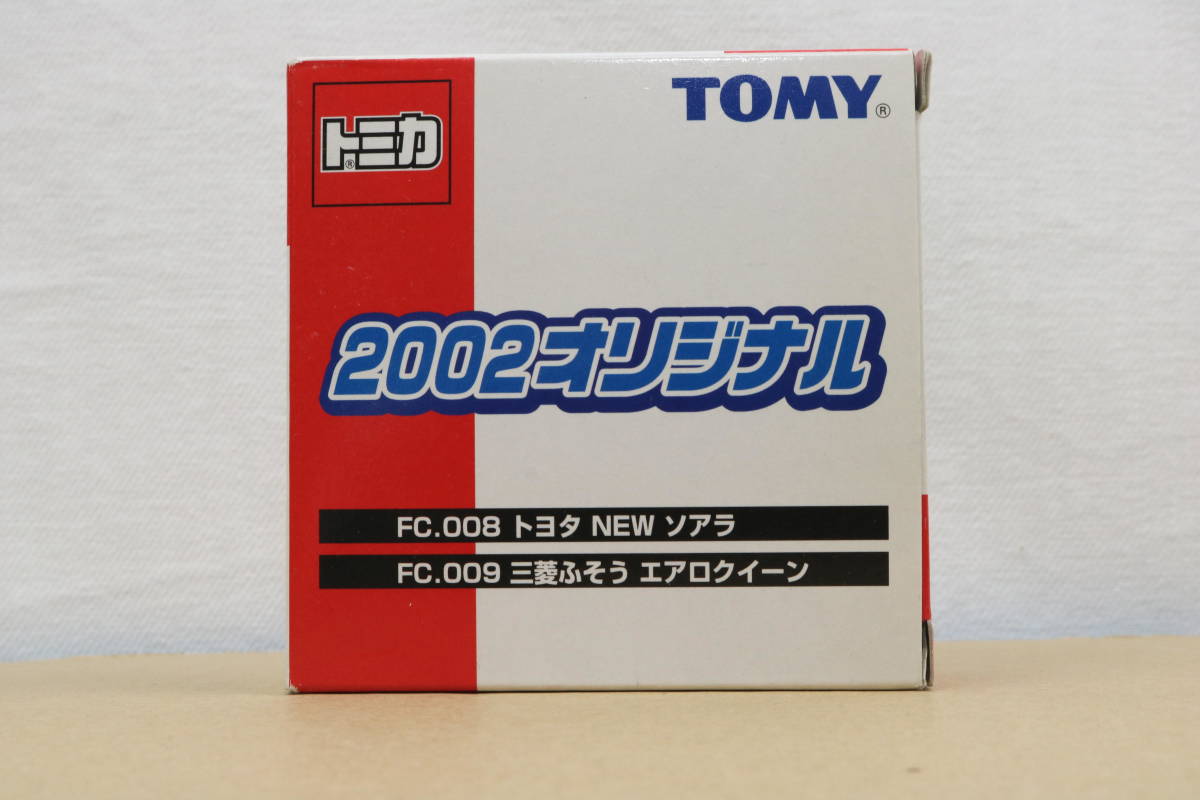 トミカ®
TOMY®
2002オリジナル
FC.008 トヨタ NEW ソアラ
FC.009 三菱ふそう エアロクイーン